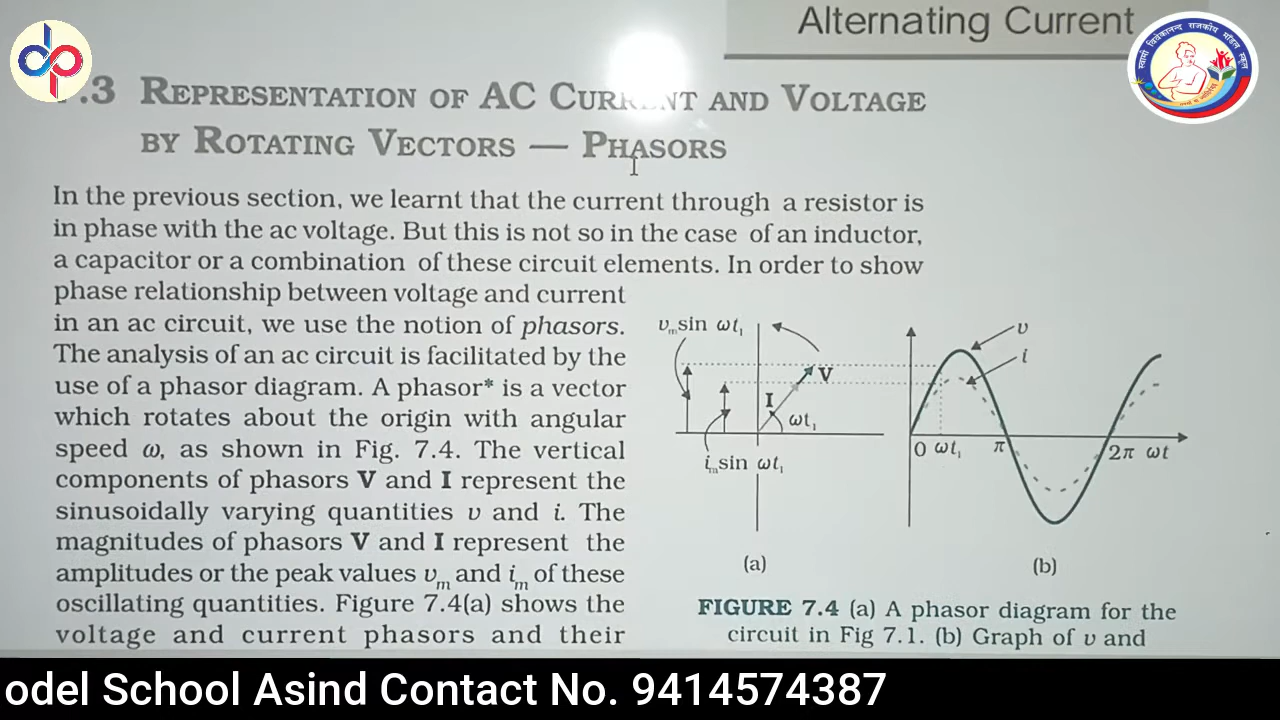 Alternating Current
dp
स्वामी विवेकानन्द राजकीय मॉडल स्कूल
.3 REPRESENTATION OF AC CURRENT AND VOLTAGE
BY ROTATING VECTORS — PHASORS
In the previous section, we learnt that the current through a resistor is
in phase with the ac voltage. But this is not so in the case of an inductor,
a capacitor or a combination of these circuit elements. In order to show
phase relationship between voltage and current
in an ac circuit, we use the notion of phasors.
The analysis of an ac circuit is facilitated by the
use of a phasor diagram. A phasor* is a vector
which rotates about the origin with angular
speed ω, as shown in Fig. 7.4. The vertical
components of phasors V and I represent the
sinusoidally varying quantities v and i. The
magnitudes of phasors V and I represent the
amplitudes or the peak values vₘ and iₘ of these
oscillating quantities. Figure 7.4(a) shows the
voltage and current phasors and their
vₘsin ωt₁
V
I
ωt₁
iₘsin ωt₁
(a)
v
i
0 ωt₁ π 2π ωt
(b)
FIGURE 7.4 (a) A phasor diagram for the
circuit in Fig 7.1. (b) Graph of v and
odel School Asind Contact No. 9414574387